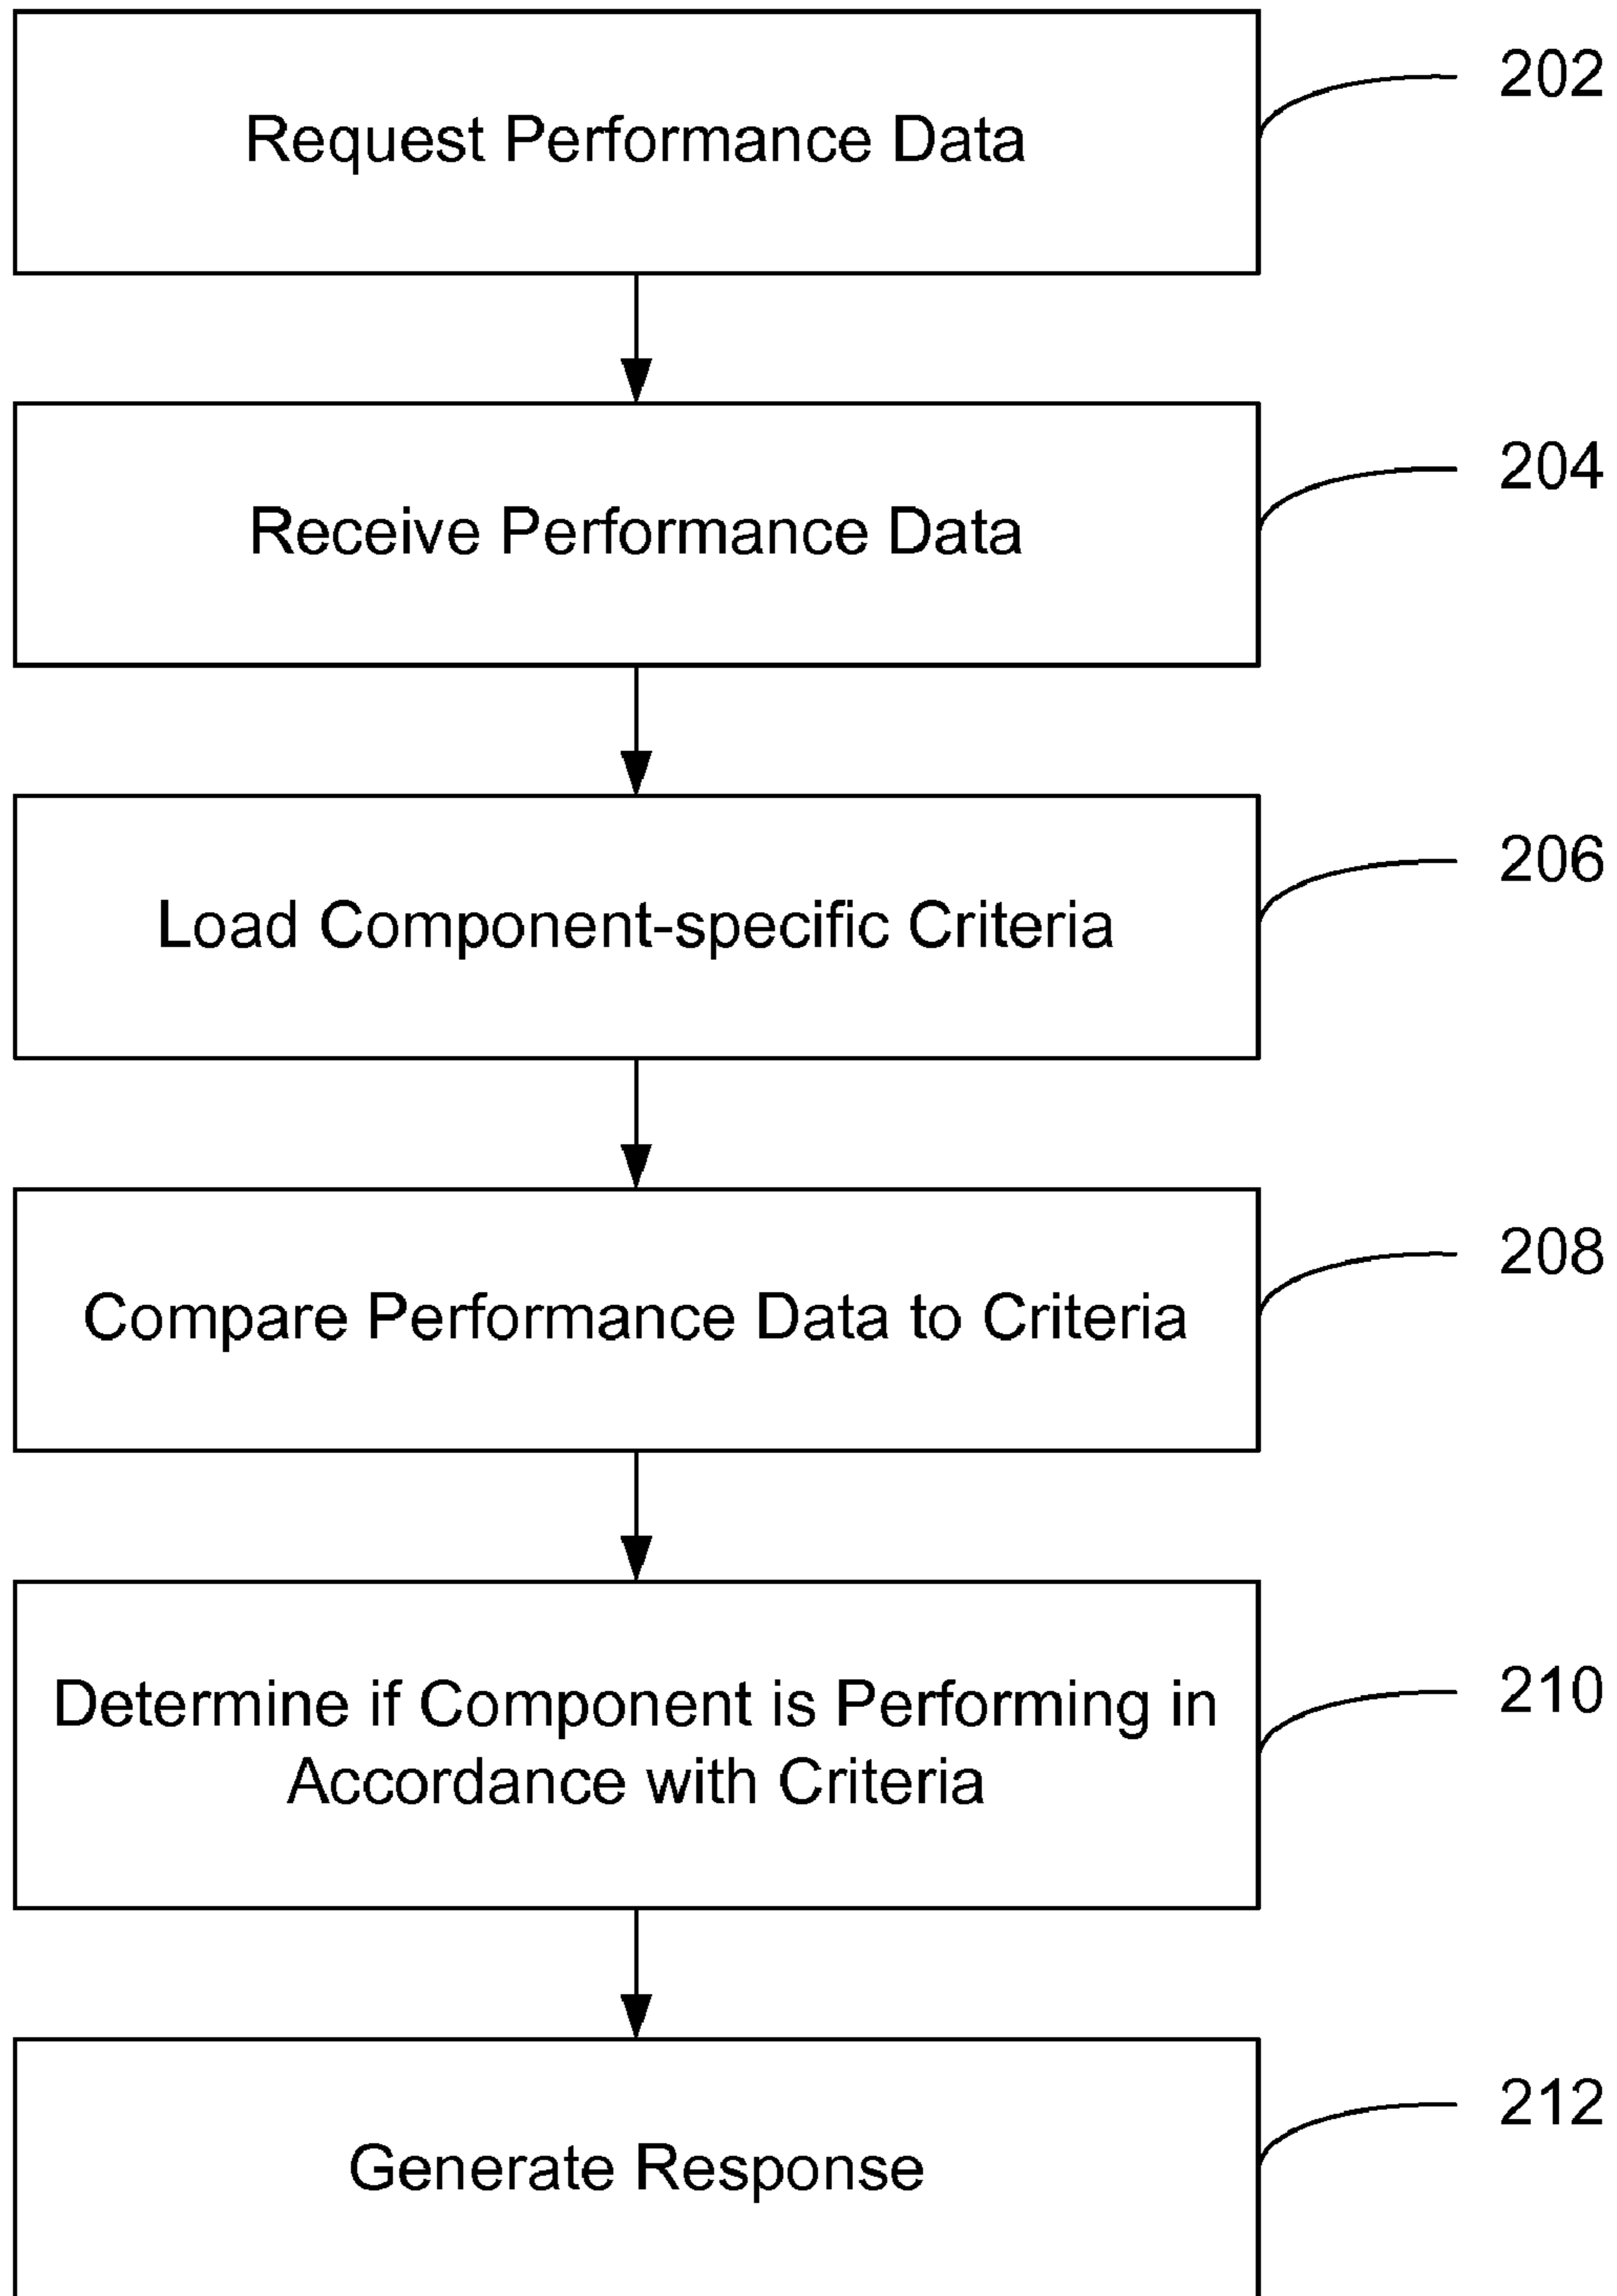 Request Performance Data
202
Receive Performance Data
204
Load Component-specific Criteria
206
Compare Performance Data to Criteria
208
Determine if Component is Performing in
Accordance with Criteria
210
Generate Response
212